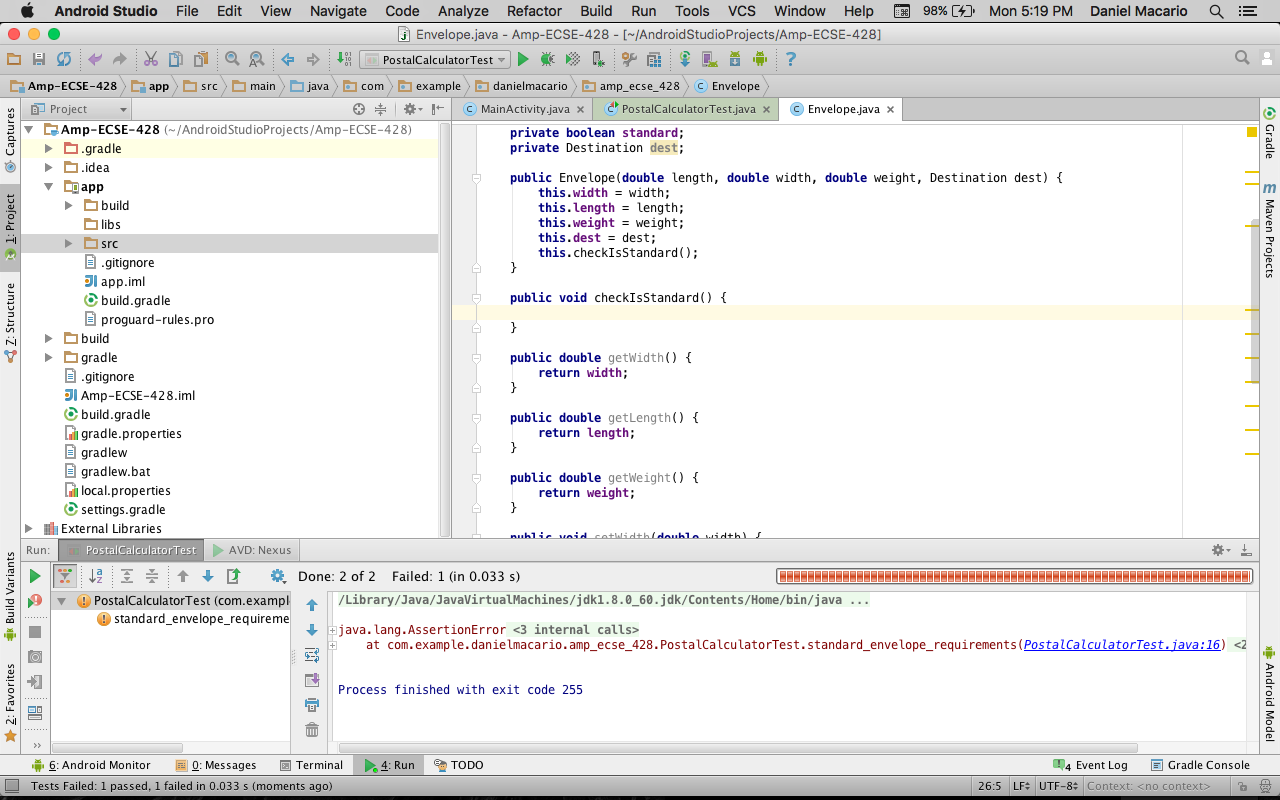 Android Studio File Edit View Navigate Code Analyze Refactor Build Run Tools VCS Window Help 98% Mon 5:19 PM Daniel Macario
Envelope.java - Amp-ECSE-428 - [~/AndroidStudioProjects/Amp-ECSE-428]
PostalCalculatorTest
Amp-ECSE-428 app src main java com example danielmacario amp_ecse_428 Envelope
Project
MainActivity.java PostalCalculatorTest.java Envelope.java
Captures
1: Project
Z: Structure
Build Variants
2: Favorites
Amp-ECSE-428 (~/AndroidStudioProjects/Amp-ECSE-428)
.gradle
.idea
app
build
libs
src
.gitignore
app.iml
build.gradle
proguard-rules.pro
build
gradle
.gitignore
Amp-ECSE-428.iml
build.gradle
gradle.properties
gradlew
gradlew.bat
local.properties
settings.gradle
External Libraries
private boolean standard;
private Destination dest;
public Envelope(double length, double width, double weight, Destination dest) {
this.width = width;
this.length = length;
this.weight = weight;
this.dest = dest;
this.checkIsStandard();
}
public void checkIsStandard() {
}
public double getWidth() {
return width;
}
public double getLength() {
return length;
}
public double getWeight() {
return weight;
}
public void setWidth(double width) {
Gradle
m Maven Projects
Android Model
Run: PostalCalculatorTest AVD: Nexus
Done: 2 of 2 Failed: 1 (in 0.033 s)
PostalCalculatorTest (com.example
standard_envelope_requireme
/Library/Java/JavaVirtualMachines/jdk1.8.0_60.jdk/Contents/Home/bin/java ...
java.lang.AssertionError <3 internal calls>
at com.example.danielmacario.amp_ecse_428.PostalCalculatorTest.standard_envelope_requirements(PostalCalculatorTest.java:16) <2
Process finished with exit code 255
6: Android Monitor 0: Messages Terminal 4: Run TODO 4 Event Log Gradle Console
Tests Failed: 1 passed, 1 failed in 0.033 s (moments ago) 26:5 LF UTF-8 Context: <no context>